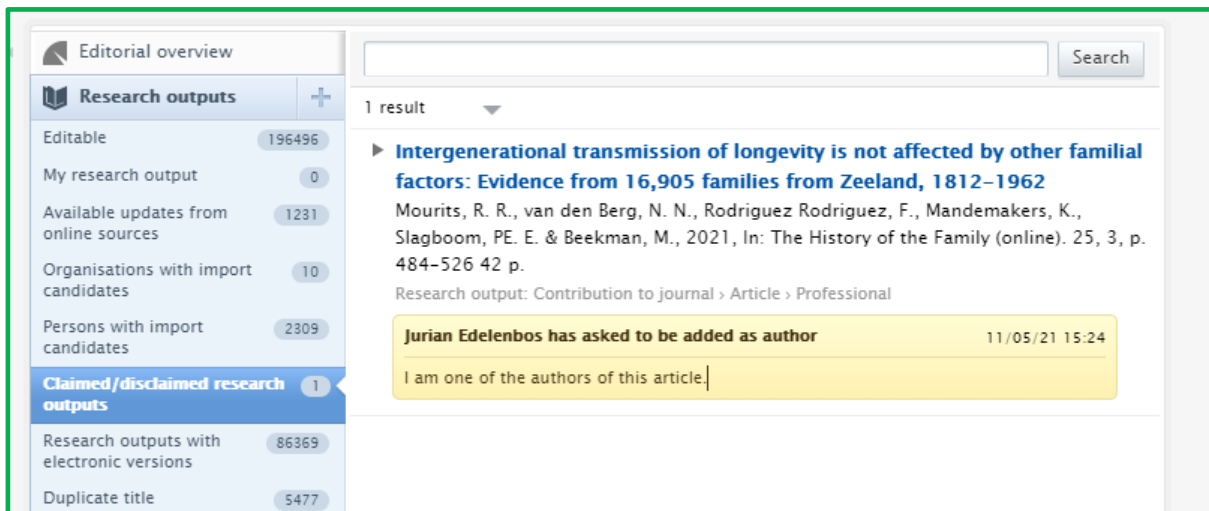 Editorial overview
Research outputs
Editable 196496
My research output 0
Available updates from 1231
online sources
Organisations with import 10
candidates
Persons with import 2309
candidates
Claimed/disclaimed research 1
outputs
Research outputs with 86369
electronic versions
Duplicate title 5477
Search
1 result
Intergenerational transmission of longevity is not affected by other familial
factors: Evidence from 16,905 families from Zeeland, 1812-1962
Mourits, R. R., van den Berg, N. N., Rodriguez Rodriguez, F., Mandemakers, K.,
Slagboom, PE. E. & Beekman, M., 2021, In: The History of the Family (online). 25, 3, p.
484-526 42 p.
Research output: Contribution to journal › Article › Professional
Jurian Edelenbos has asked to be added as author 11/05/21 15:24
I am one of the authors of this article.